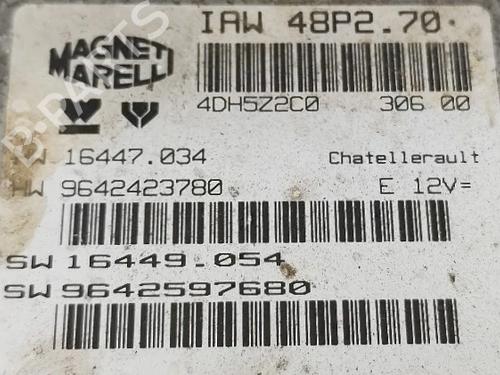 MAGNETI MARELLI
IAW 48P2.70
4DH5Z2C0 306 00
16447.034 Chatellerault
HW 9642423780 E 12V=
SW 16449.054
SW 9642597680